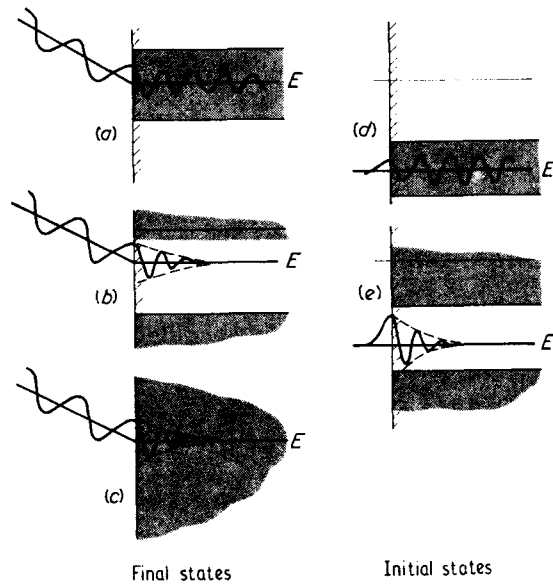 E
(a)
E
(b)
E
(c)
(d)
E
(e)
E
Final states
Initial states